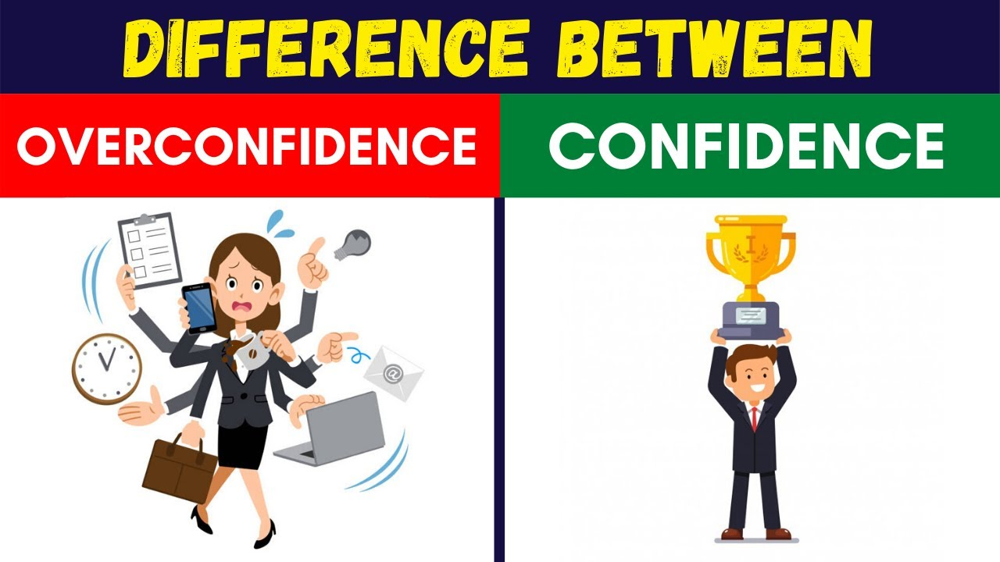 DIFFERENCE BETWEEN
OVERCONFIDENCE
CONFIDENCE
@
I